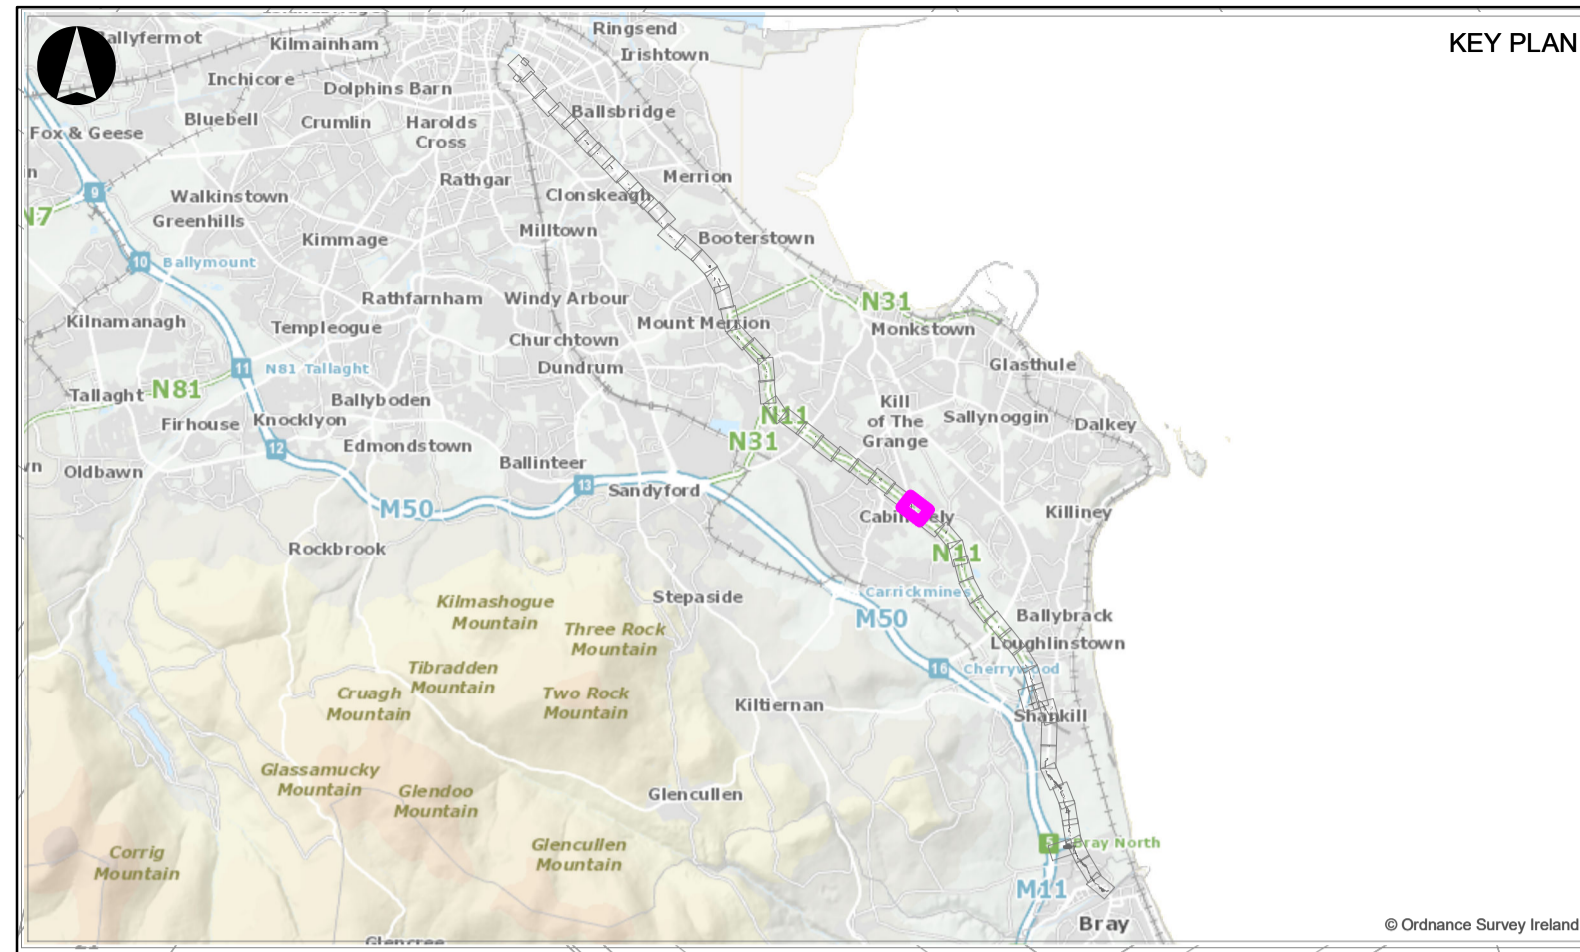 Ringsend
KEY PLAN
Ballyfermot
Kilmainham
Irishtown
Inchicore
Dolphins Barn
Ballsbridge
Bluebell
Crumlin
Harolds
Cross
Fox & Geese
Merrion
Rathgar
9
Walkinstown
Clonskeagh
N7
Greenhills
Milltown
Kimmage
Booterstown
10
Ballymount
Rathfarnham
Windy Arbour
N31
Kilnamanagh
Templeogue
Mount Merrion
Monkstown
Churchtown
11
N81 Tallaght
Dundrum
Glasthule
Tallaght
N81
Ballyboden
Kill
of The
Grange
N11
Sallynoggin
Dalkey
Firhouse
Knocklyon
N31
12
Edmondstown
Ballinteer
Oldbawn
13
Sandyford
M50
Killiney
Rockbrook
N11
Carrickmines
Stepaside
Kilmashogue
Mountain
M50
Ballybrack
Three Rock
Mountain
Loughlinstown
Tibradden
Mountain
16
Cherrywood
Cruagh
Mountain
Two Rock
Mountain
Kiltiernan
Shankill
Glassamucky
Mountain
Glendoo
Mountain
Glencullen
Glencullen
Mountain
5
Bray North
Corrig
Mountain
M11
Bray
© Ordnance Survey Ireland
Glencree